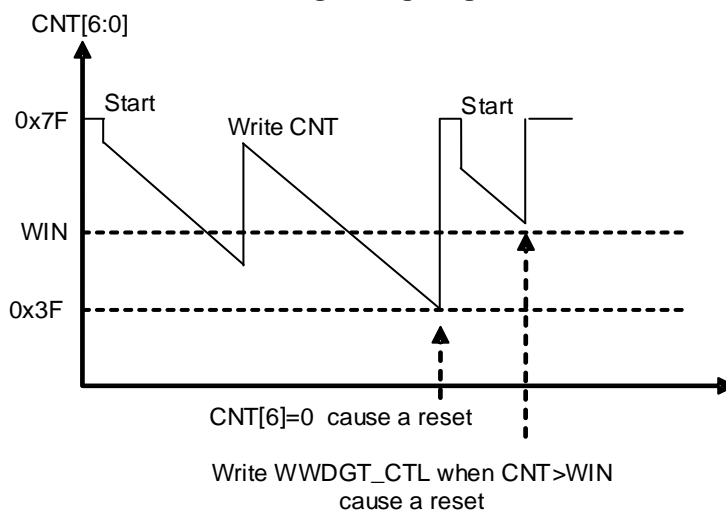 CNT[6:0]
Start
Start
0x7F
Write CNT
WIN
0x3F
CNT[6]=0 cause a reset
Write WWDGT_CTL when CNT>WIN
cause a reset